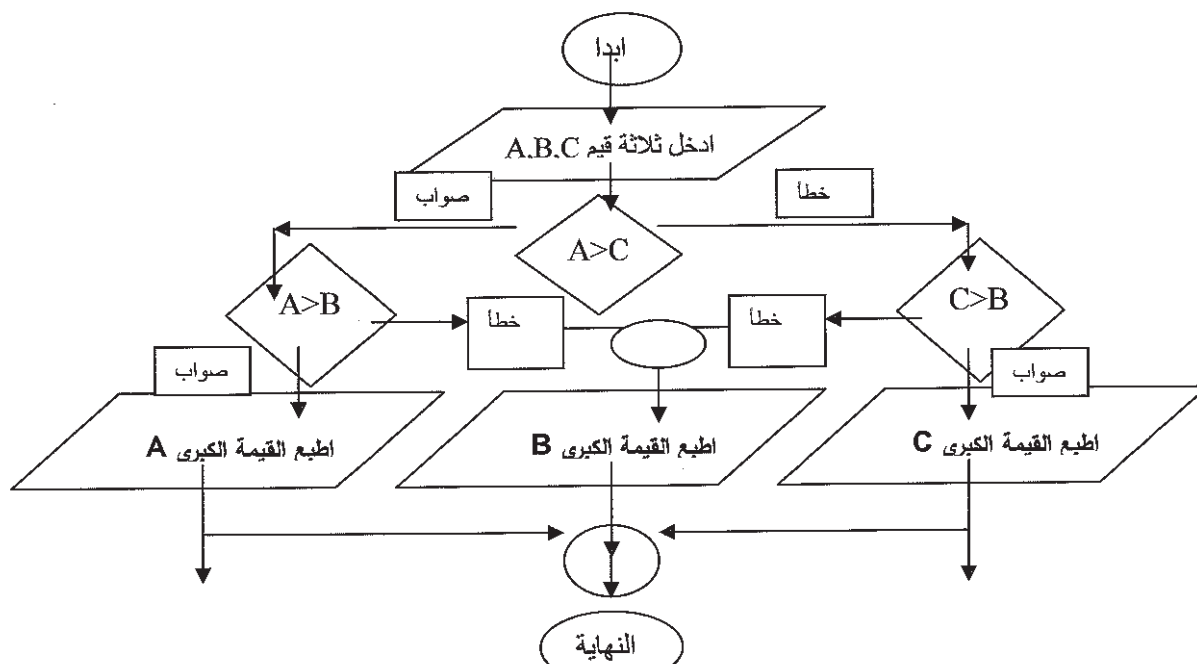 ابدا
ادخل ثلاثة قيم A,B,C
صواب
خطأ
A>C
A>B
خطأ
خطأ
C>B
صواب
صواب
اطبع القيمة الكبرى A
اطبع القيمة الكبرى B
اطبع القيمة الكبرى C
النهاية